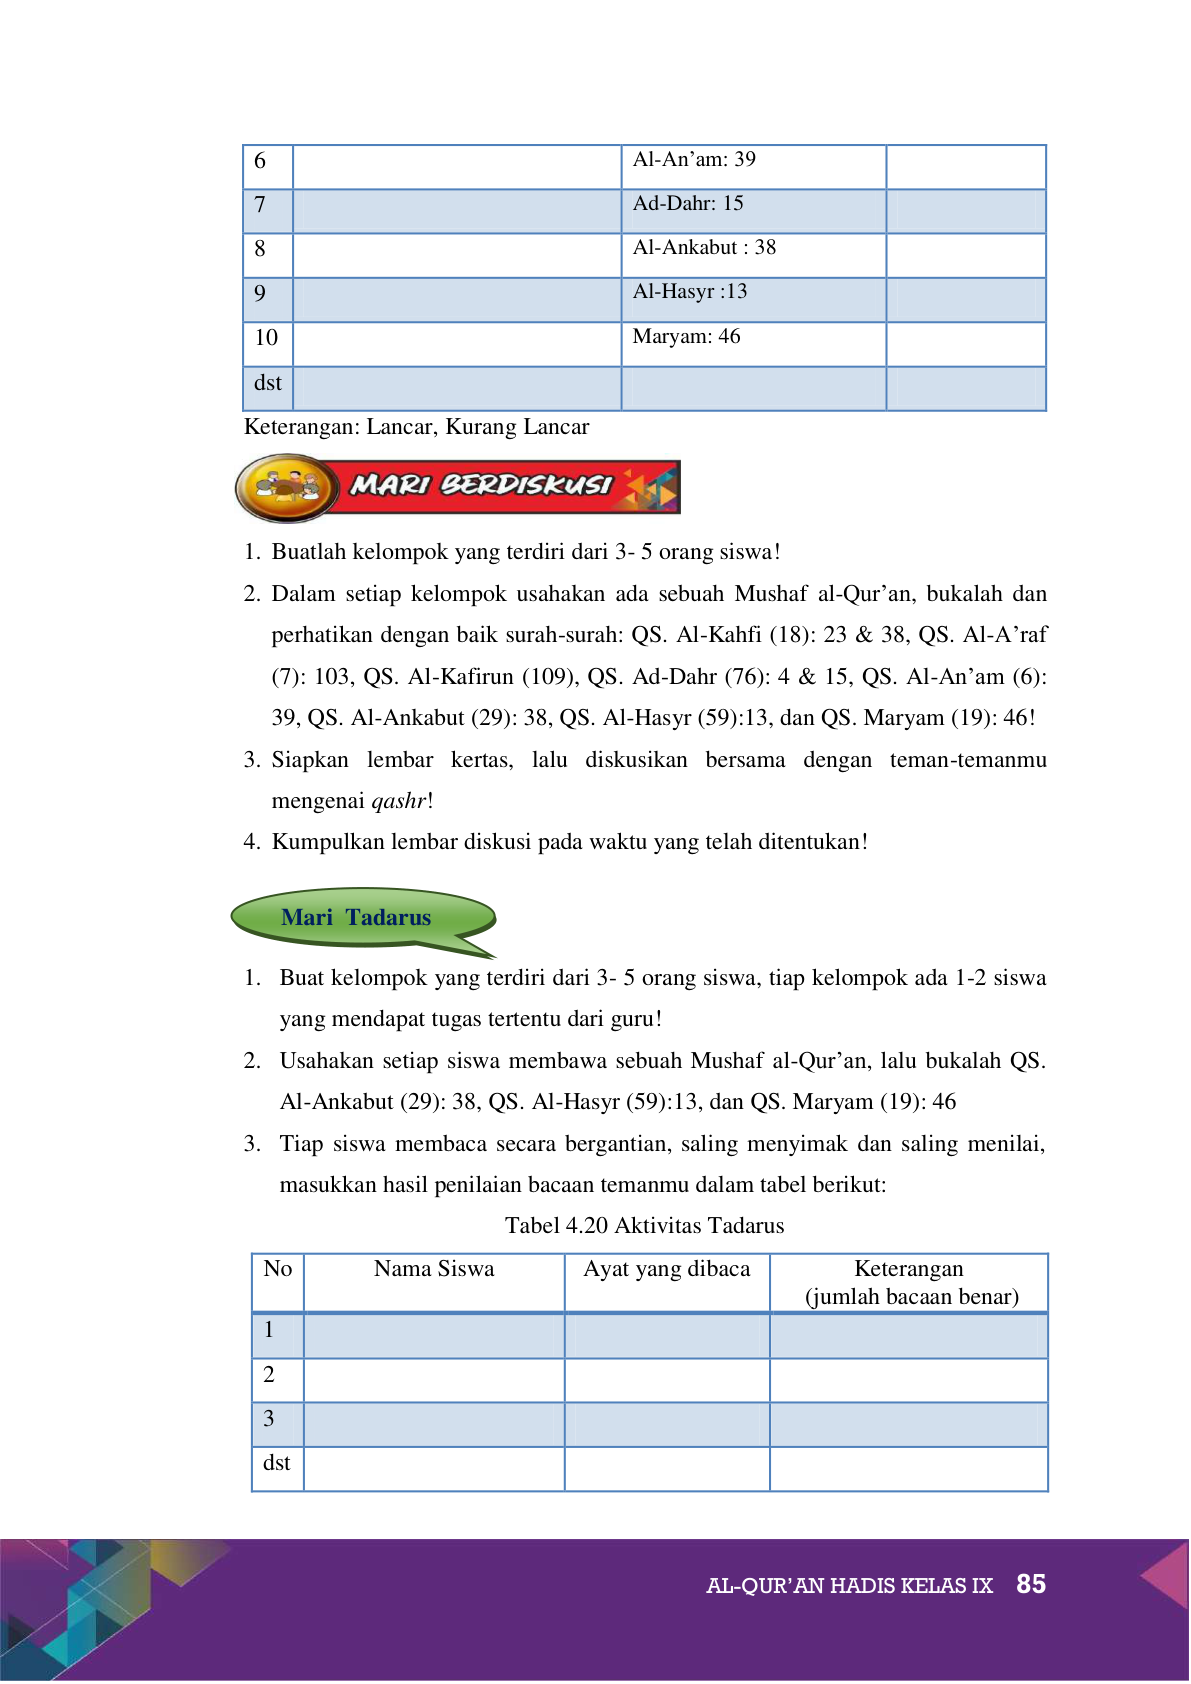 6 Al-An’am: 39
7 Ad-Dahr: 15
8 Al-Ankabut : 38
9 Al-Hasyr :13
10 Maryam: 46
dst
Keterangan: Lancar, Kurang Lancar
MARI BERDISKUSI
1. Buatlah kelompok yang terdiri dari 3- 5 orang siswa!
2. Dalam setiap kelompok usahakan ada sebuah Mushaf al-Qur’an, bukalah dan
perhatikan dengan baik surah-surah: QS. Al-Kahfi (18): 23 & 38, QS. Al-A’raf
(7): 103, QS. Al-Kafirun (109), QS. Ad-Dahr (76): 4 & 15, QS. Al-An’am (6):
39, QS. Al-Ankabut (29): 38, QS. Al-Hasyr (59):13, dan QS. Maryam (19): 46!
3. Siapkan lembar kertas, lalu diskusikan bersama dengan teman-temanmu
mengenai qashr!
4. Kumpulkan lembar diskusi pada waktu yang telah ditentukan!
Mari Tadarus
1. Buat kelompok yang terdiri dari 3- 5 orang siswa, tiap kelompok ada 1-2 siswa
yang mendapat tugas tertentu dari guru!
2. Usahakan setiap siswa membawa sebuah Mushaf al-Qur’an, lalu bukalah QS.
Al-Ankabut (29): 38, QS. Al-Hasyr (59):13, dan QS. Maryam (19): 46
3. Tiap siswa membaca secara bergantian, saling menyimak dan saling menilai,
masukkan hasil penilaian bacaan temanmu dalam tabel berikut:
Tabel 4.20 Aktivitas Tadarus
No Nama Siswa Ayat yang dibaca Keterangan
(jumlah bacaan benar)
1
2
3
dst
AL-QUR’AN HADIS KELAS IX 85